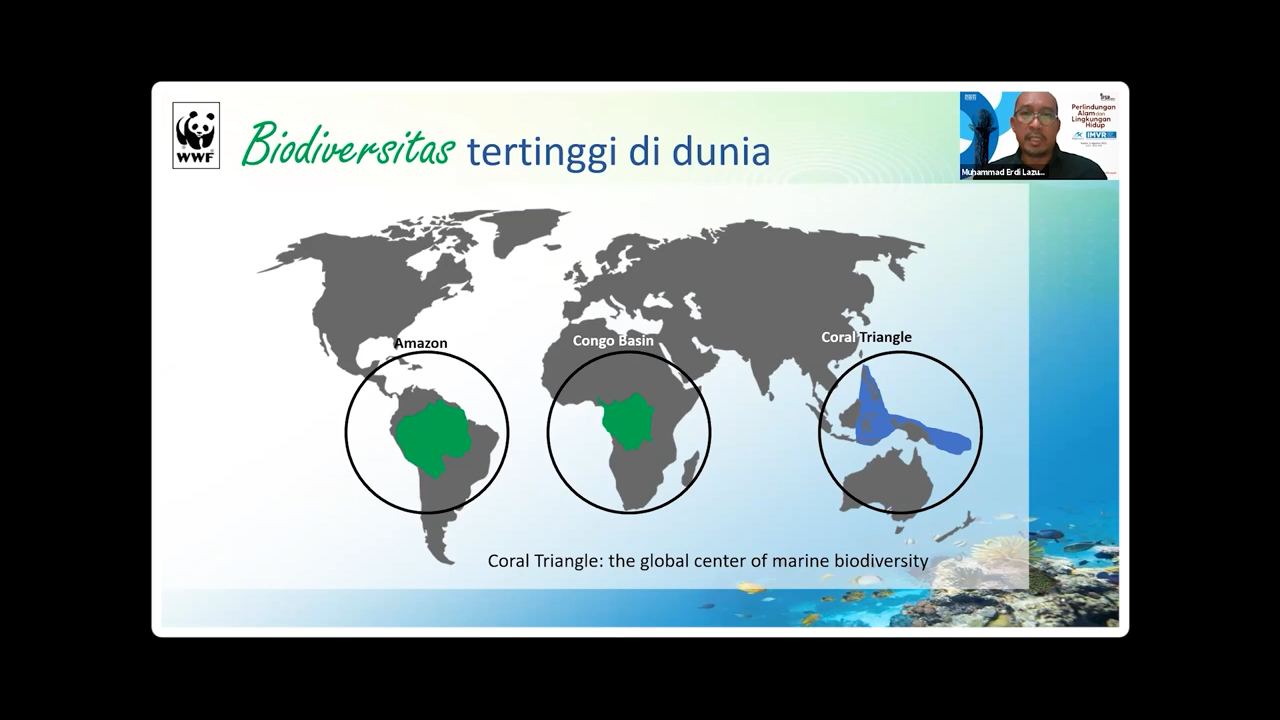 WWF
Biodiversitas tertinggi di dunia
Perlindungan
Alam dan
Lingkungan
Hidup
IMVR
Muhammad Erdi Lazu...
Amazon
Congo Basin
Coral Triangle
Coral Triangle: the global center of marine biodiversity